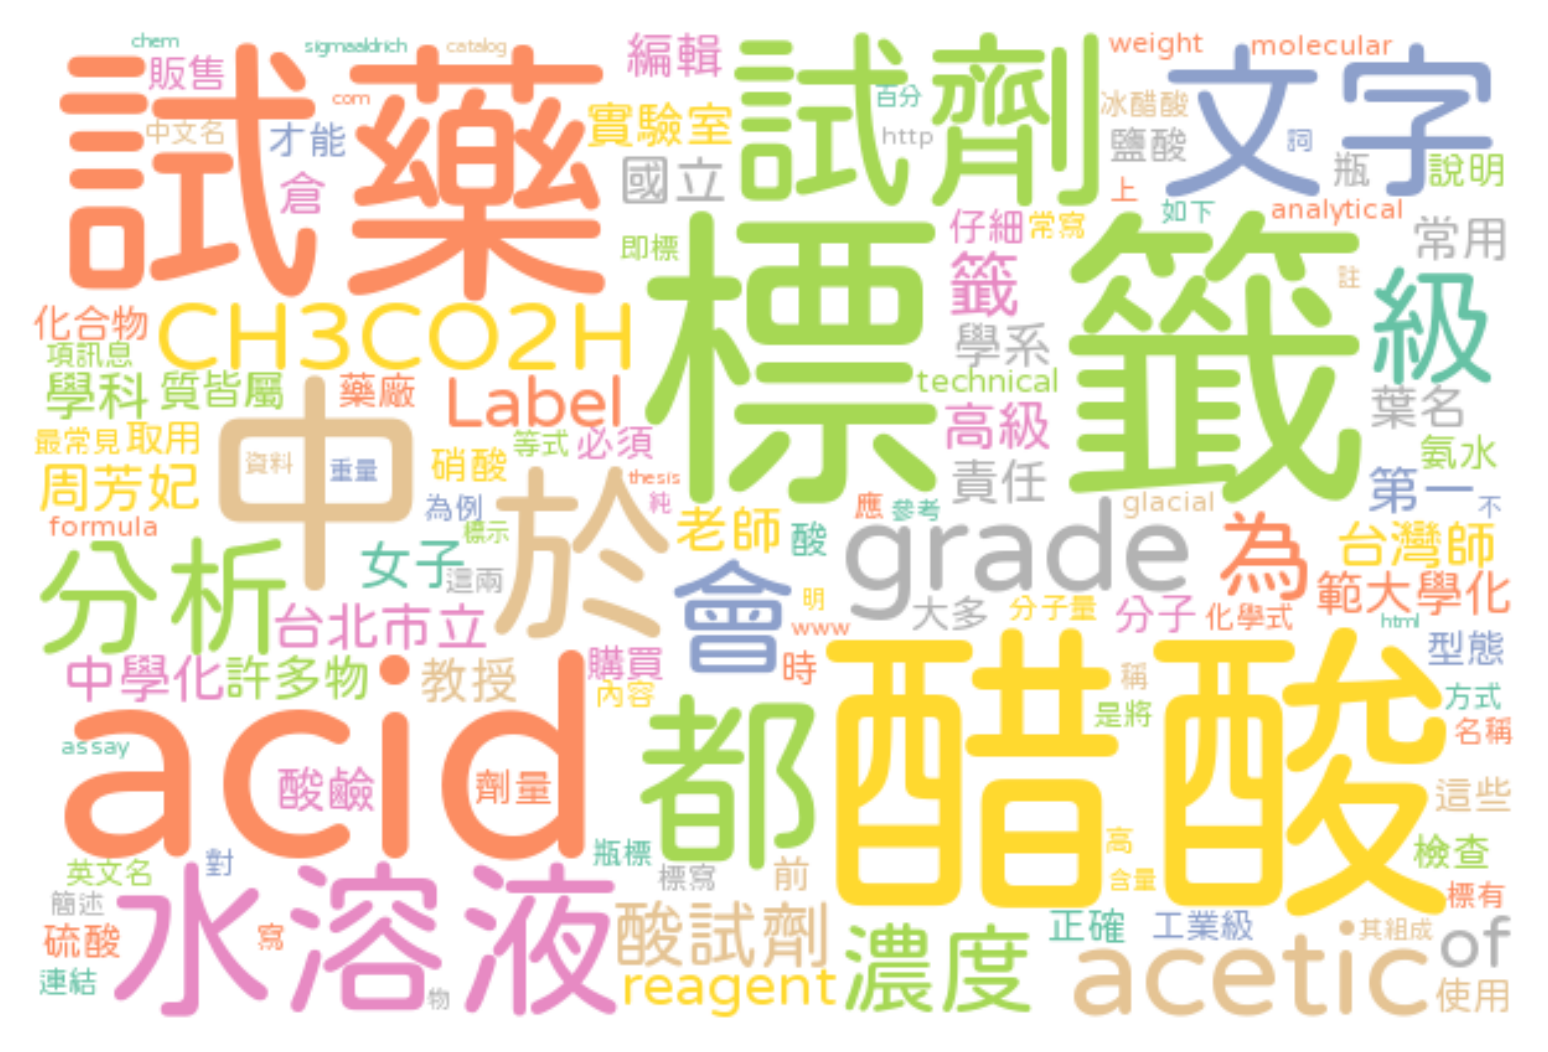 chem
sigmaaldrich
catalog
編輯
weight
molecular
販售
試藥
com
試劑
百分
冰醋酸
文字
中文名
才能
實驗室
http
鹽酸
詞
瓶
說明
倉
國立
上
如下
analytical
即標
標籤
仔細
常寫
常用
籤
註
級
化合物
CH3CO2H
學系
項訊息
學科
質皆屬
藥廠
Label
technical
葉名
最常見
取用
中
資料
重量
硝酸
等式
必須
高級
氨水
周芳妃
為例
於
thesis
純
責任
glacial
第一
不
formula
標示
老師
酸
應
參考
grade
為
台灣師
分析
女子
這兩
會
明
大多
分子量
分子
化學式
範大學化
html
台北市立
www
型態
中學化
許多物
教授
購買
時
內容
稱
方式
acid
都
醋酸
是將
名稱
assay
酸鹼
劑量
這些
英文名
對
瓶標
高
檢查
簡述
水溶液
標寫
前
含量
標有
硫酸
寫
酸試劑
濃度
正確
工業級
其組成
of
連結
物
reagent
acetic
使用